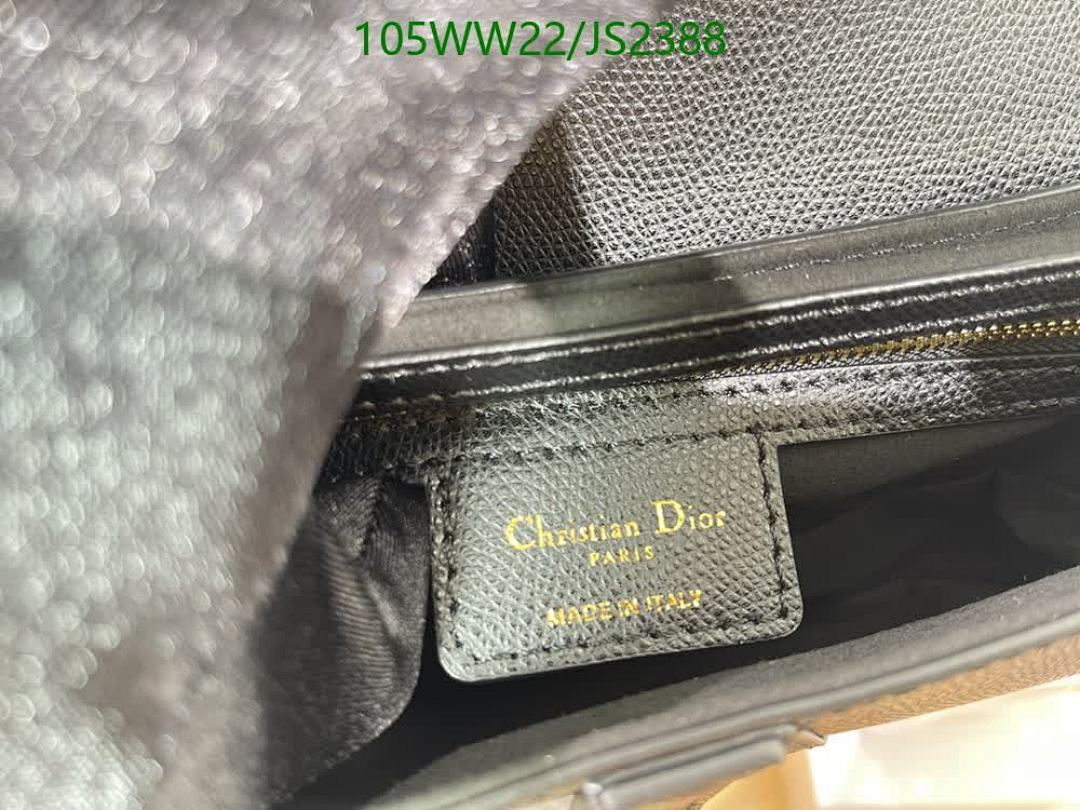 105WW22/JS2388
Christian Dior
PARIS
MADE IN ITALY